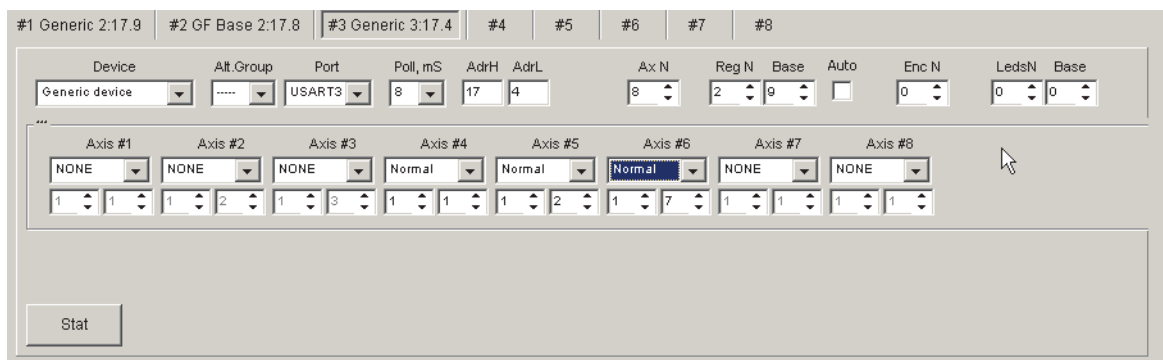 #1 Generic 2:17.9 #2 GF Base 2:17.8 #3 Generic 3:17.4 #4 #5 #6 #7 #8
Device Alt.Group Port Poll, mS AdrH AdrL Ax N Reg N Base Auto Enc N LedsN Base
Generic device ----- USART3 8 17 4 8 2 9 0 0 0
...
Axis #1 Axis #2 Axis #3 Axis #4 Axis #5 Axis #6 Axis #7 Axis #8
NONE NONE NONE Normal Normal Normal NONE NONE
1 1 1 2 1 3 1 1 1 2 1 7 1 1 1 1
Stat